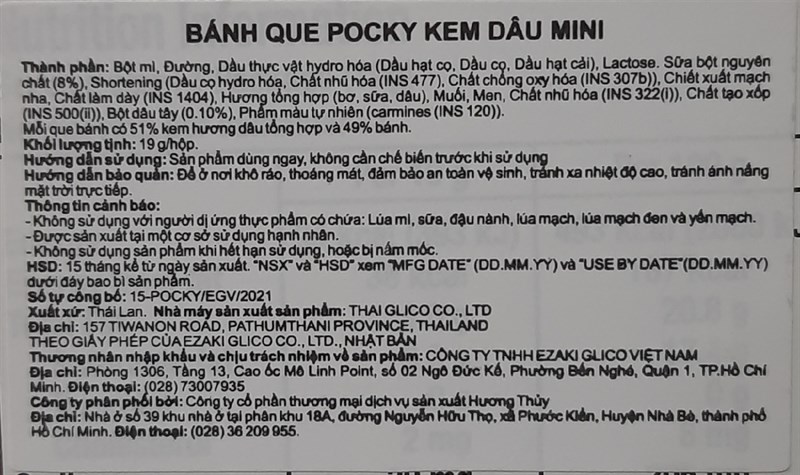 BÁNH QUE POCKY KEM DÂU MINI
Thành phần: Bột mì, Đường, Dầu thực vật hydro hóa (Dầu hạt cọ, Dầu cọ, Dầu hạt cải), Lactose. Sữa bột nguyên
chất (8%), Shortening (Dầu cọ hydro hóa, Chất nhũ hóa (INS 477), Chất chống oxy hóa (INS 307b)), Chiết xuất mạch
nha, Chất làm dày (INS 1404), Hương tổng hợp (bơ, sữa, dâu), Muối, Men, Chất nhũ hóa (INS 322(i)), Chất tạo xốp
(INS 500(ii)), Bột dâu tây (0.10%), Phẩm màu tự nhiên (carmines (INS 120)).
Mỗi que bánh có 51% kem hương dâu tổng hợp và 49% bánh.
Khối lượng tịnh: 19 g/hộp.
Hướng dẫn sử dụng: Sản phẩm dùng ngay, không cần chế biến trước khi sử dụng
Hướng dẫn bảo quản: Để ở nơi khô ráo, thoáng mát, đảm bảo an toàn vệ sinh, tránh xa nhiệt độ cao, tránh ánh nắng
mặt trời trực tiếp.
Thông tin cảnh báo:
- Không sử dụng với người dị ứng thực phẩm có chứa: Lúa mì, sữa, đậu nành, lúa mạch, lúa mạch đen và yến mạch.
- Được sản xuất tại một cơ sở sử dụng hạnh nhân.
- Không sử dụng sản phẩm khi hết hạn sử dụng, hoặc bị nấm mốc.
HSD: 15 tháng kể từ ngày sản xuất. "NSX" và "HSD" xem "MFG DATE" (DD.MM.YY) và "USE BY DATE"(DD.MM.YY)
dưới đáy bao bì sản phẩm.
Số tự công bố: 15-POCKY/EGV/2021
Xuất xứ: Thái Lan. Nhà máy sản xuất sản phẩm: THAI GLICO CO., LTD
Địa chỉ: 157 TIWANON ROAD, PATHUMTHANI PROVINCE, THAILAND
THEO GIẤY PHÉP CỦA EZAKI GLICO CO., LTD., NHẬT BẢN
Thương nhân nhập khẩu và chịu trách nhiệm về sản phẩm: CÔNG TY TNHH EZAKI GLICO VIỆT NAM
Địa chỉ: Phòng 1306, Tầng 13, Cao ốc Mê Linh Point, số 02 Ngô Đức Kế, Phường Bến Nghé, Quận 1, TP.Hồ Chí
Minh. Điện thoại: (028) 73007935
Công ty phân phối bởi: Công ty cổ phần thương mại dịch vụ sản xuất Hương Thủy
Địa chỉ: Nhà ở số 39 khu nhà ở tại phân khu 18A, đường Nguyễn Hữu Thọ, xã Phước Kiển, Huyện Nhà Bè, thành phố
Hồ Chí Minh. Điện thoại: (028) 36 209 955.